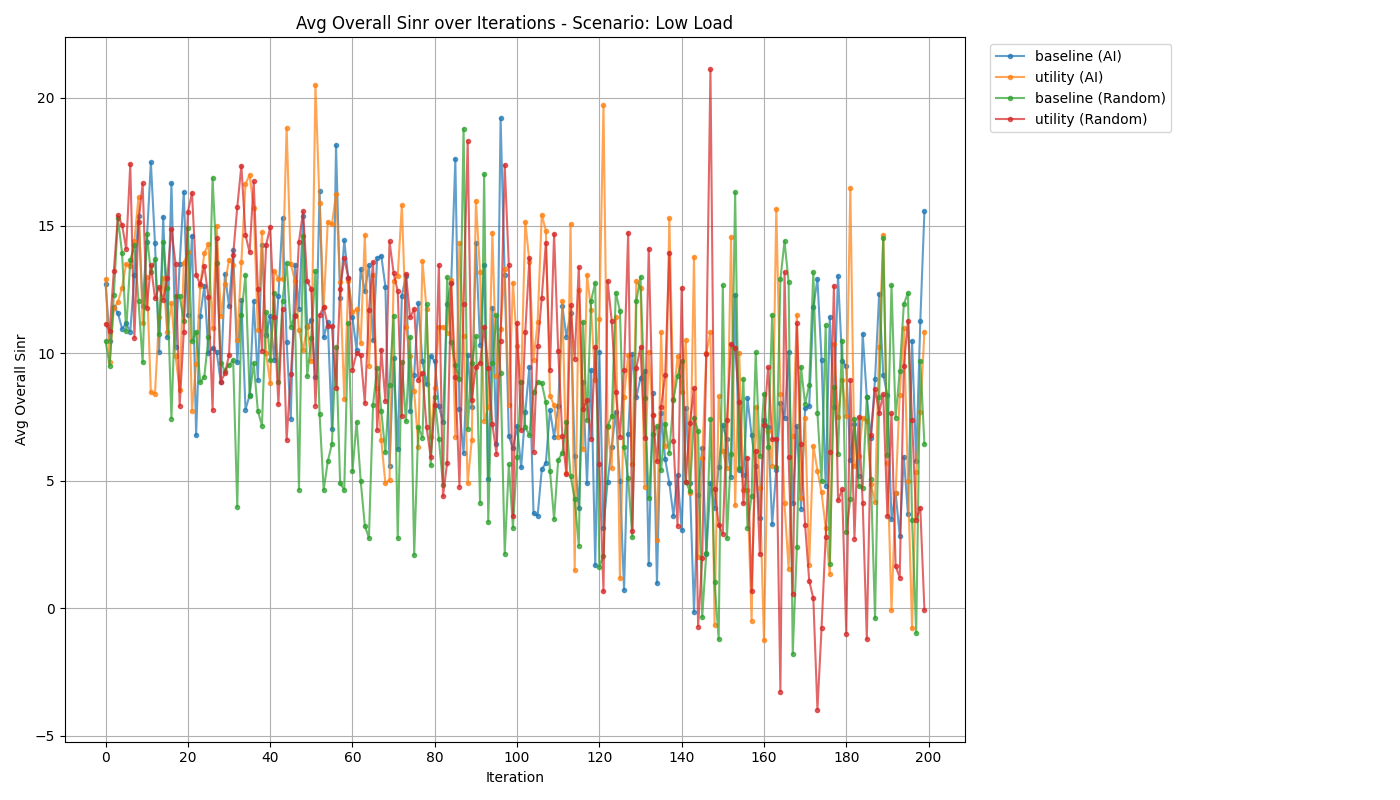 Avg Overall Sinr over Iterations - Scenario: Low Load
baseline (AI)
utility (AI)
baseline (Random)
utility (Random)
Avg Overall Sinr
20
15
10
5
0
−5
0 20 40 60 80 100 120 140 160 180 200
Iteration